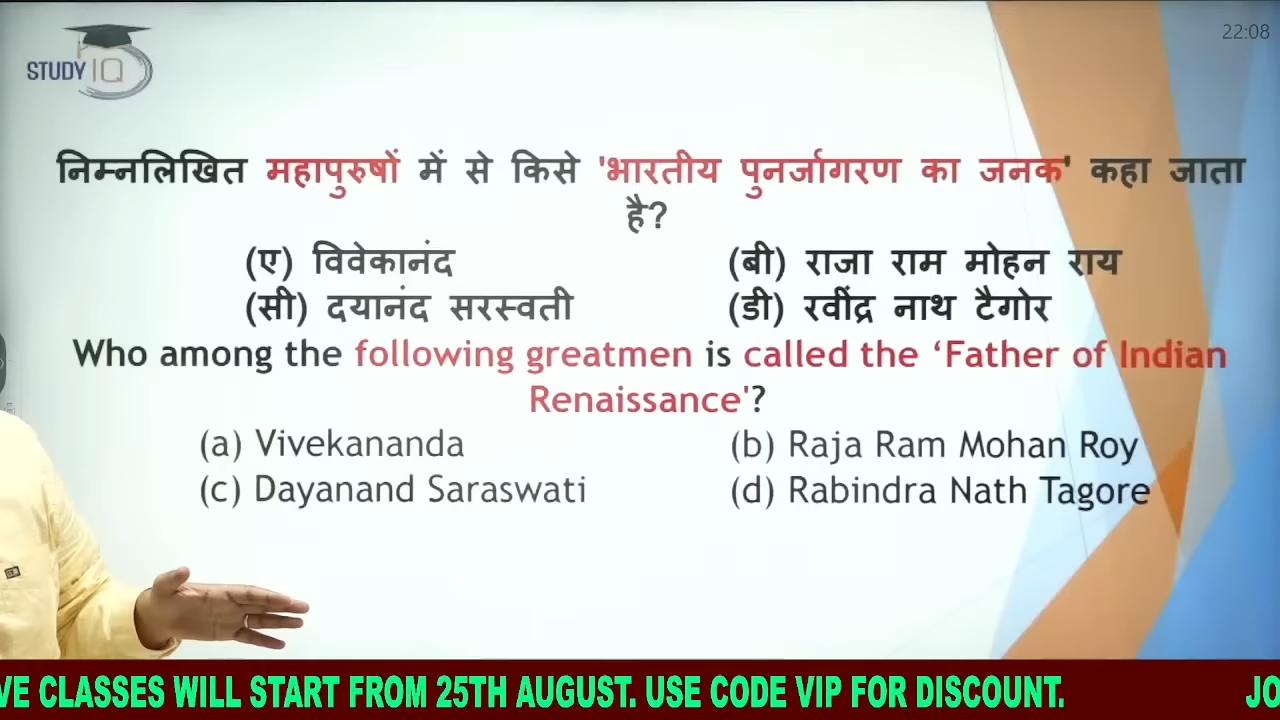 22:08
STUDY IQ
निम्नलिखित महापुरुषों में से किसे 'भारतीय पुनर्जागरण का जनक' कहा जाता
है?
(ए) विवेकानंद (बी) राजा राम मोहन राय
(सी) दयानंद सरस्वती (डी) रवींद्र नाथ टैगोर
Who among the following greatmen is called the ‘Father of Indian
Renaissance'?
(a) Vivekananda (b) Raja Ram Mohan Roy
(c) Dayanand Saraswati (d) Rabindra Nath Tagore
VE CLASSES WILL START FROM 25TH AUGUST. USE CODE VIP FOR DISCOUNT. JO